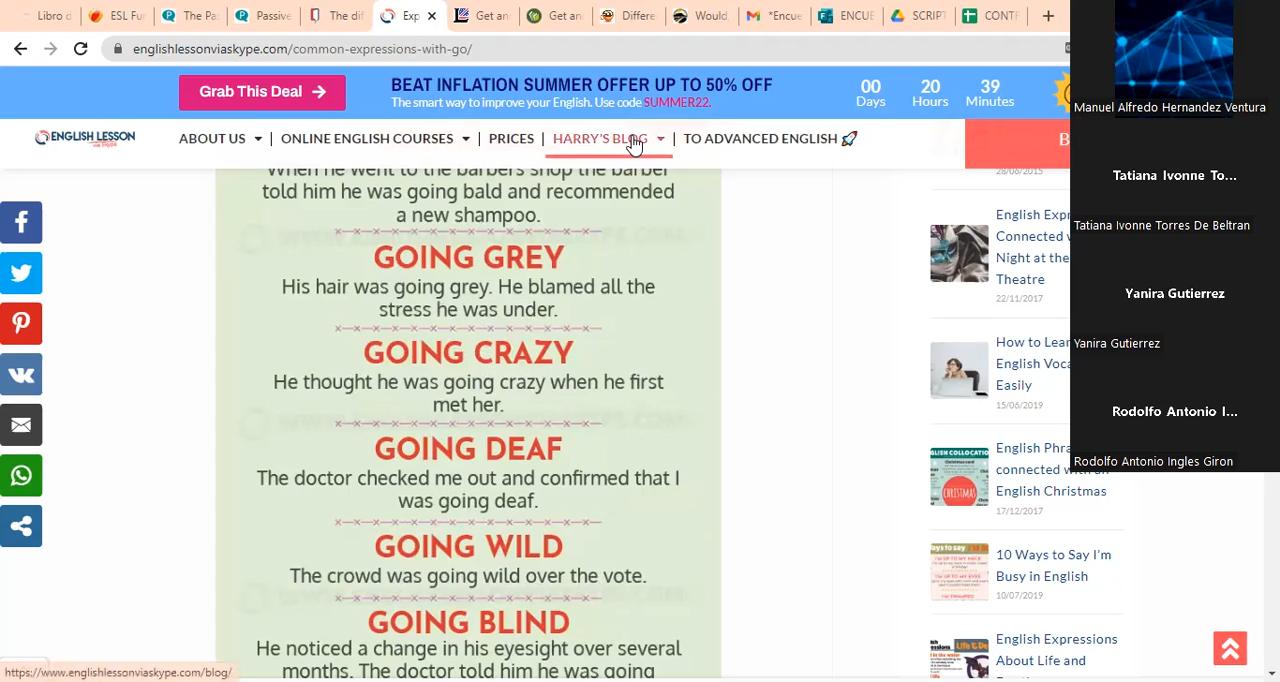 Libro d
ESL Fu
The Pa
Passive
The dif
Exp
Get an
Get an
Differe
Would,
*Encue
ENCUE
SCRIPT
CONTF
englishlessonviaskype.com/common-expressions-with-go/
Grab This Deal
BEAT INFLATION SUMMER OFFER UP TO 50% OFF
The smart way to improve your English. Use code SUMMER22.
00
Days
20
Hours
39
Minutes
ENGLISH LESSON
ABOUT US
ONLINE ENGLISH COURSES
PRICES
HARRY'S BLOG
TO ADVANCED ENGLISH
B
When he went to the barbers shop the barber
told him he was going bald and recommended
a new shampoo.
GOING GREY
His hair was going grey. He blamed all the
stress he was under.
GOING CRAZY
He thought he was going crazy when he first
met her.
GOING DEAF
The doctor checked me out and confirmed that I
was going deaf.
GOING WILD
The crowd was going wild over the vote.
GOING BLIND
He noticed a change in his eyesight over several
months. The doctor told him he was going
28/08/2015
English Expr
Connected w
Night at the
Theatre
22/11/2017
How to Lear
English Voca
Easily
15/06/2019
English Phra
connected with an
English Christmas
17/12/2017
10 Ways to Say I'm
Busy in English
10/07/2019
English Expressions
About Life and
Manuel Alfredo Hernandez Ventura
Tatiana Ivonne To...
Tatiana Ivonne Torres De Beltran
Yanira Gutierrez
Yanira Gutierrez
Rodolfo Antonio I...
Rodolfo Antonio Ingles Giron
https://www.englishlessonviaskype.com/blog/